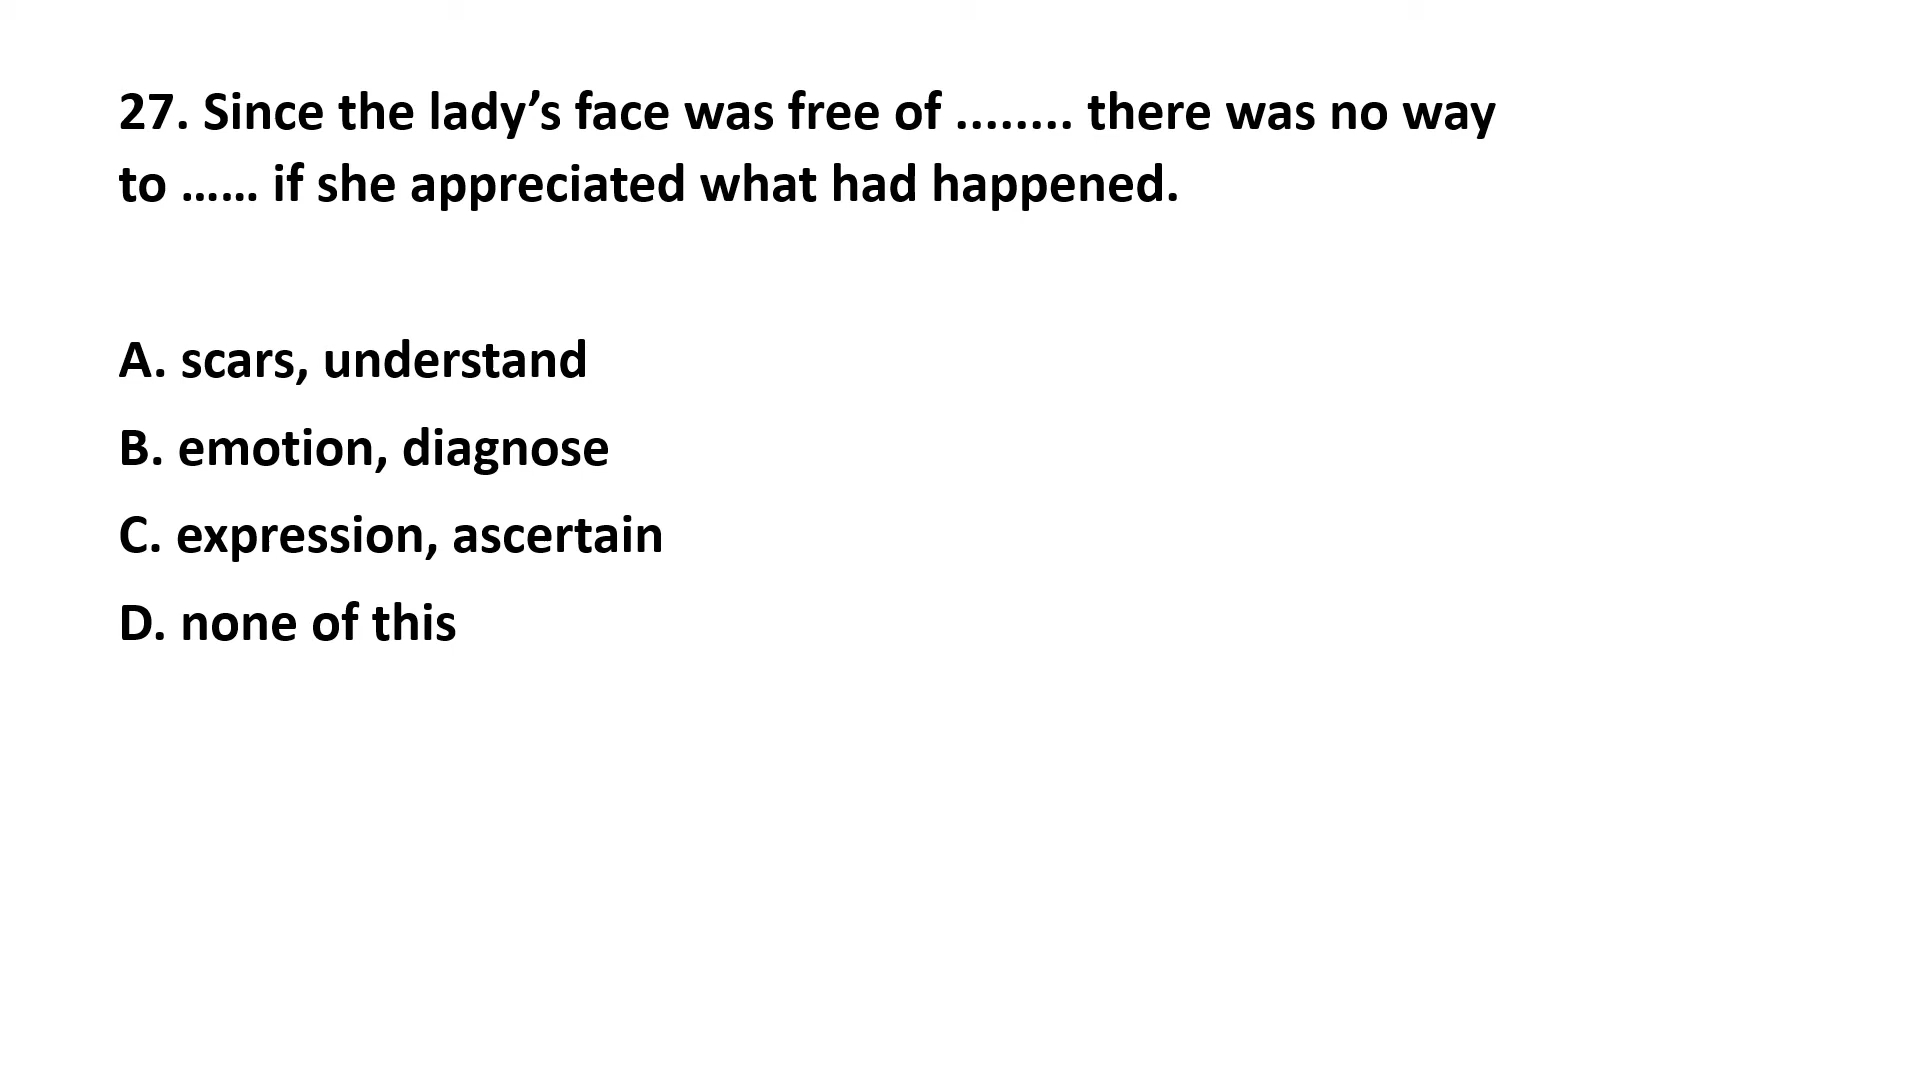 27. Since the lady’s face was free of ........ there was no way
to …… if she appreciated what had happened.
A. scars, understand
B. emotion, diagnose
C. expression, ascertain
D. none of this